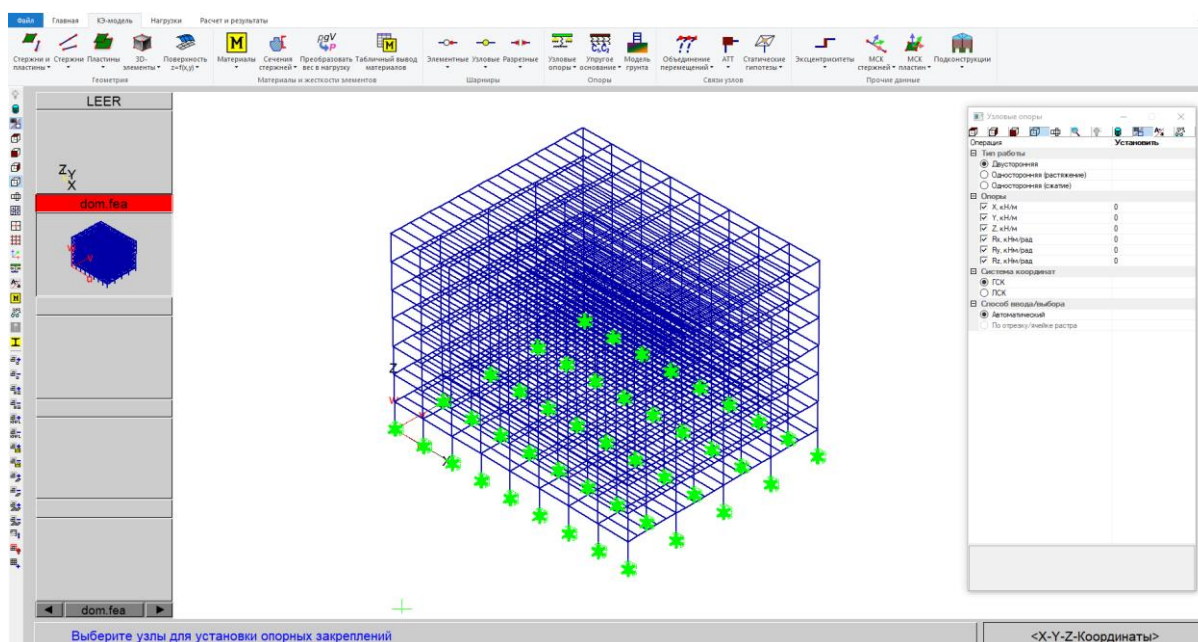 Файл Главная КЭ-модель Нагрузки Расчет и результаты
Стержни и пластины Стержни Пластины 3D-элементы Поверхность z=f(x,y)
M Материалы Сечения стержней ρgV P Преобразовать вес в нагрузку M Табличный вывод материалов
Элементные Узловые Разрезные
Узловые опоры C₁C₂ Упругое основание Модель грунта
Объединение перемещений АТТ Статические гипотезы
Эксцентриситеты МСК стержней МСК пластин Подконструкции
Геометрия Материалы и жесткости элементов Шарниры Опоры Связи узлов Прочие данные
LEER
Z Y
X
dom.fea
Z
Узловые опоры
Операция Установить
Тип работы
Двусторонняя
Односторонняя (растяжение)
Односторонняя (сжатие)
Опоры
X, кН/м 0
Y, кН/м 0
Z, кН/м 0
Rx, кНм/рад 0
Ry, кНм/рад 0
Rz, кНм/рад 0
Система координат
ГСК
ЛСК
Способ ввода/выбора
Автоматический
По отрезку/ячейке растра
dom.fea
Выберите узлы для установки опорных закреплений
<X-Y-Z-Координаты>